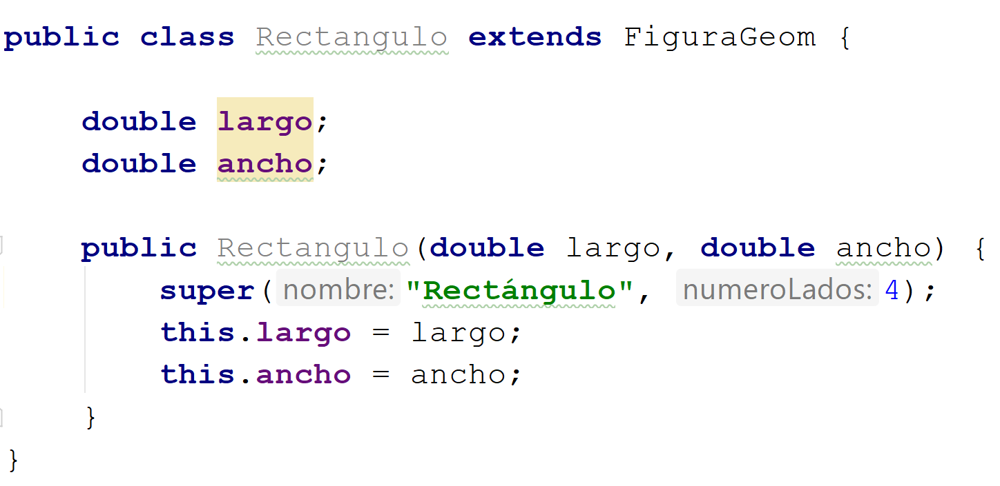 public class Rectangulo extends FiguraGeom {
double largo;
double ancho;
public Rectangulo(double largo, double ancho) {
super(nombre: "Rectángulo", numeroLados: 4);
this.largo = largo;
this.ancho = ancho;
}
}